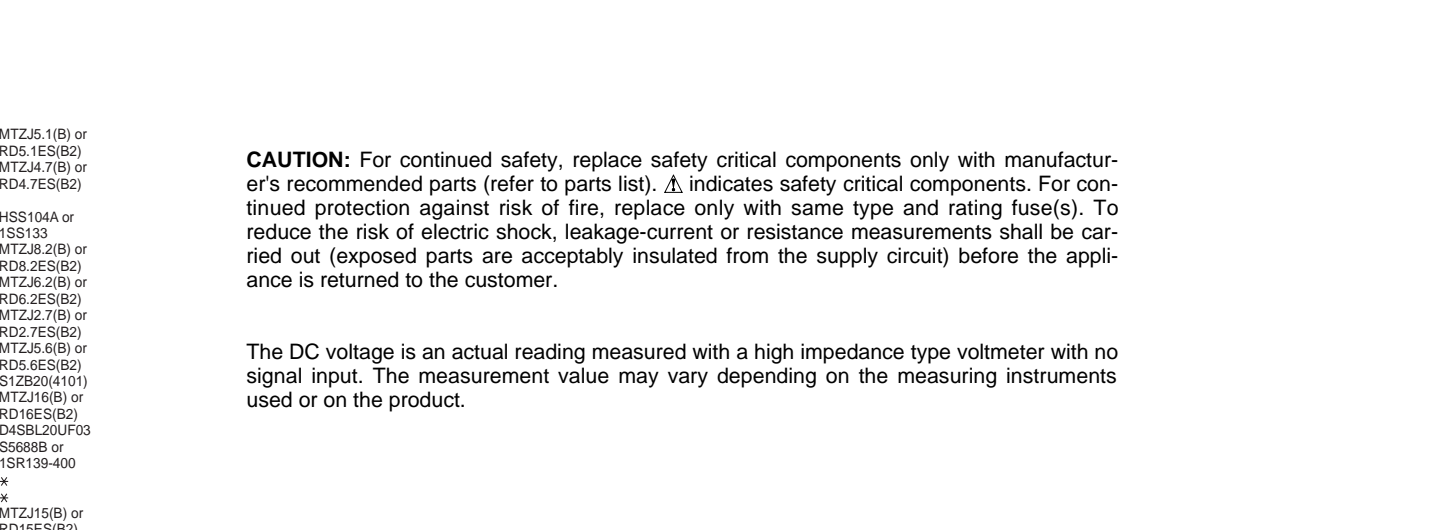 MTZJ5.1(B) or
RD5.1ES(B2)
MTZJ4.7(B) or
RD4.7ES(B2)
HSS104A or
1SS133
MTZJ8.2(B) or
RD8.2ES(B2)
MTZJ6.2(B) or
RD6.2ES(B2)
MTZJ2.7(B) or
RD2.7ES(B2)
MTZJ5.6(B) or
RD5.6ES(B2)
S1ZB20(4101)
MTZJ16(B) or
RD16ES(B2)
D4SBL20UF03
S5688B or
1SR139-400
*
*
MTZJ15(B) or
RD15ES(B2)
CAUTION: For continued safety, replace safety critical components only with manufactur-
er's recommended parts (refer to parts list). ⚠ indicates safety critical components. For con-
tinued protection against risk of fire, replace only with same type and rating fuse(s). To
reduce the risk of electric shock, leakage-current or resistance measurements shall be car-
ried out (exposed parts are acceptably insulated from the supply circuit) before the appli-
ance is returned to the customer.
The DC voltage is an actual reading measured with a high impedance type voltmeter with no
signal input. The measurement value may vary depending on the measuring instruments
used or on the product.